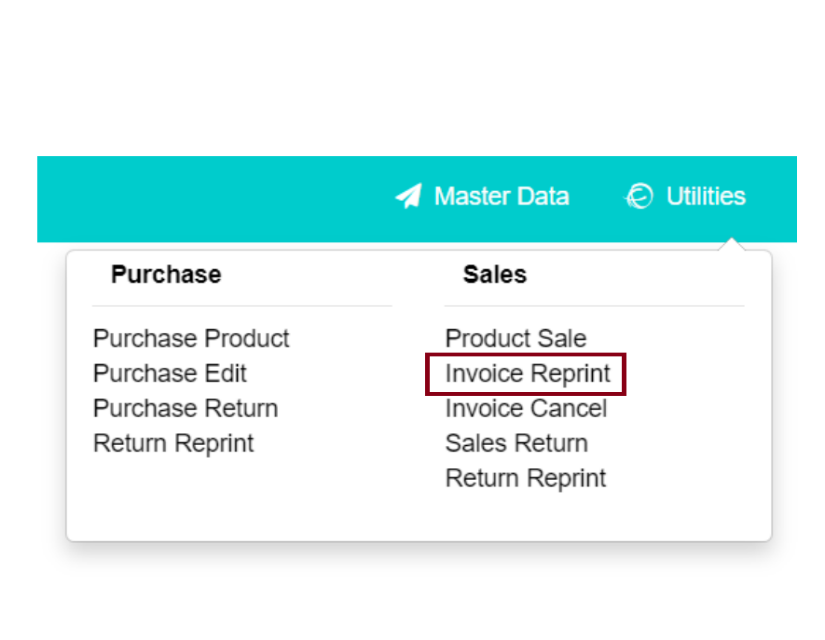 Master Data Utilities
Purchase
Purchase Product
Purchase Edit
Purchase Return
Return Reprint
Sales
Product Sale
Invoice Reprint
Invoice Cancel
Sales Return
Return Reprint